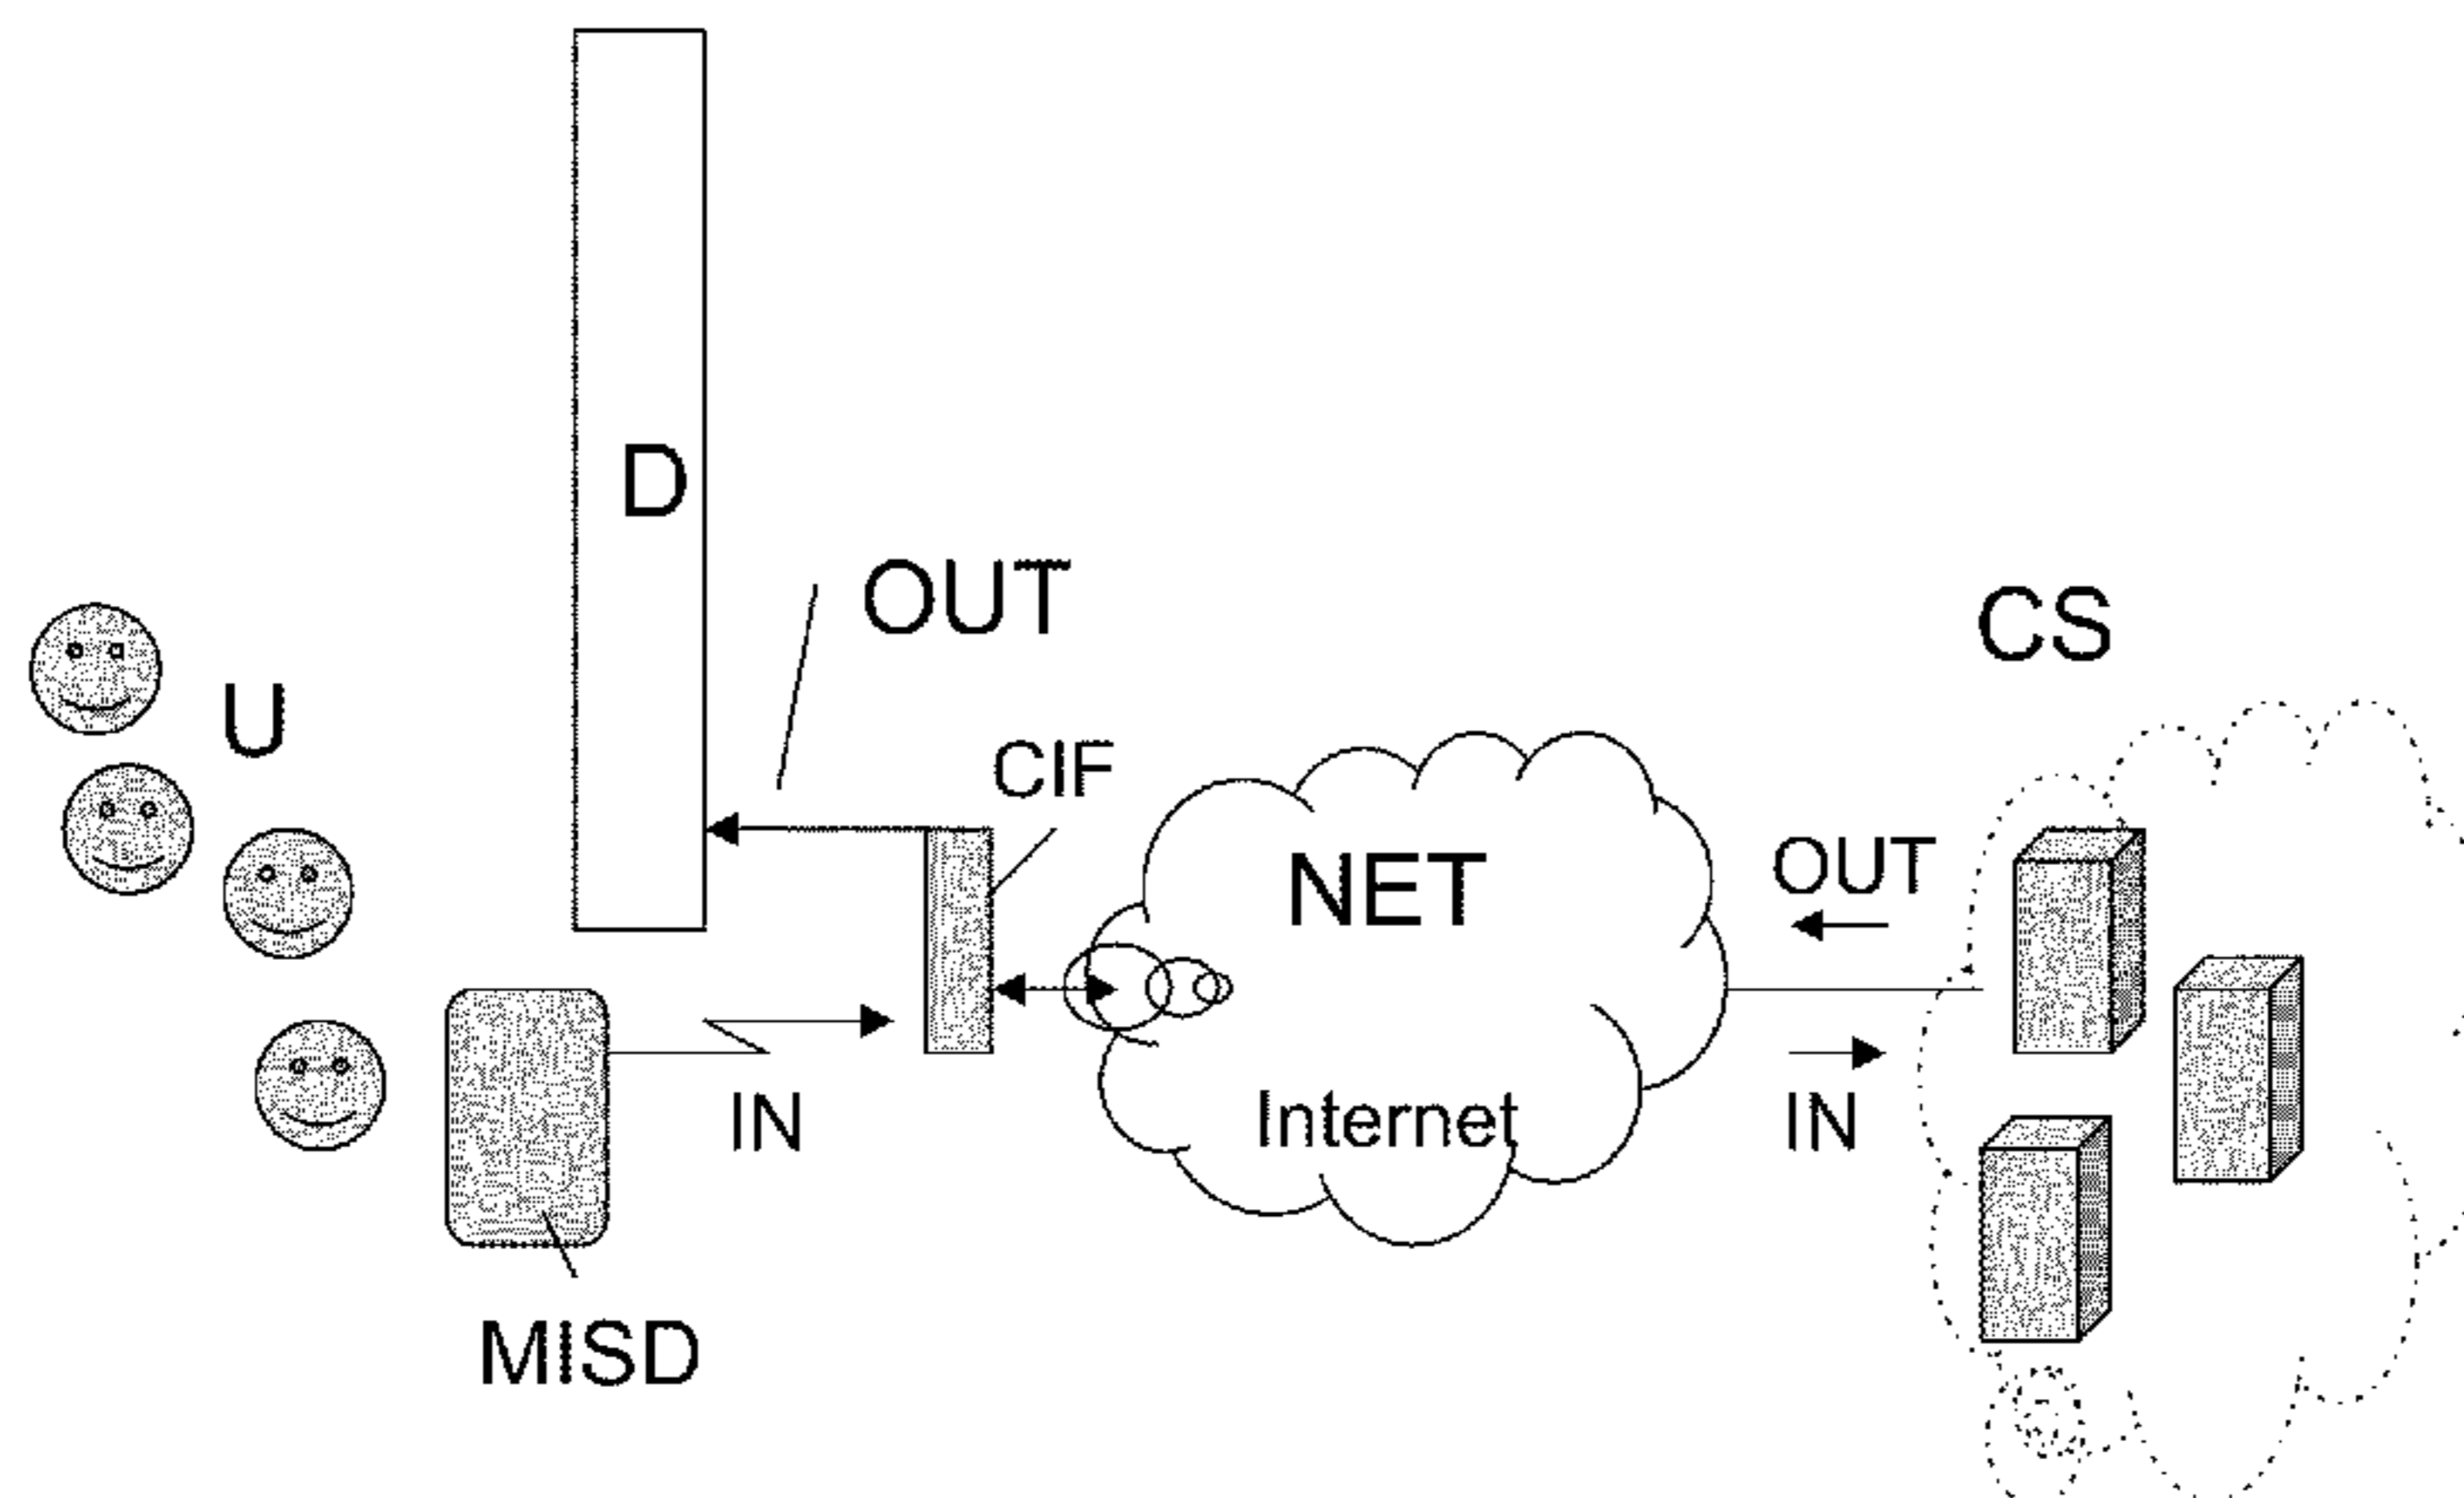 D
OUT
CS
U
CIF
NET
OUT
IN
Internet
IN
MISD